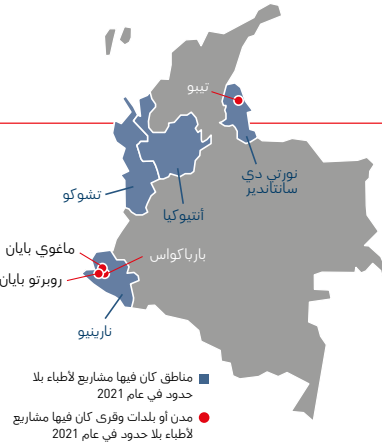 تيبو
نورتي دي
سانتاندير
تشوكو
أنتيوكيا
ماغوي بايان
بارباكواس
روبرتو بايان
نارينيو
مناطق كان فيها مشاريع لأطباء بلا
حدود في عام 2021
مدن أو بلدات وقرى كان فيها مشاريع
لأطباء بلا حدود في عام 2021